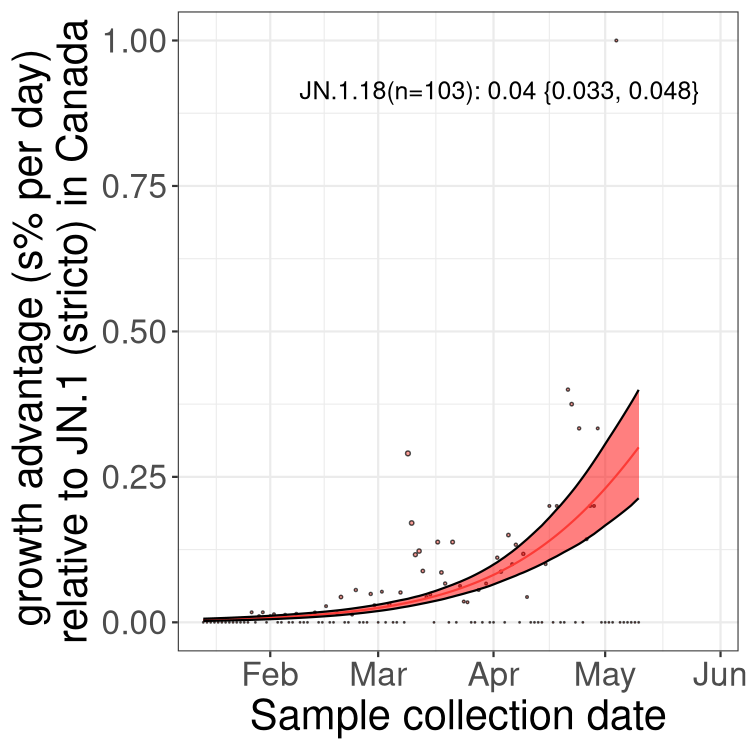 growth advantage (s% per day)
relative to JN.1 (stricto) in Canada
1.00
0.75
0.50
0.25
0.00
JN.1.18(n=103): 0.04 {0.033, 0.048}
Feb Mar Apr May Jun
Sample collection date